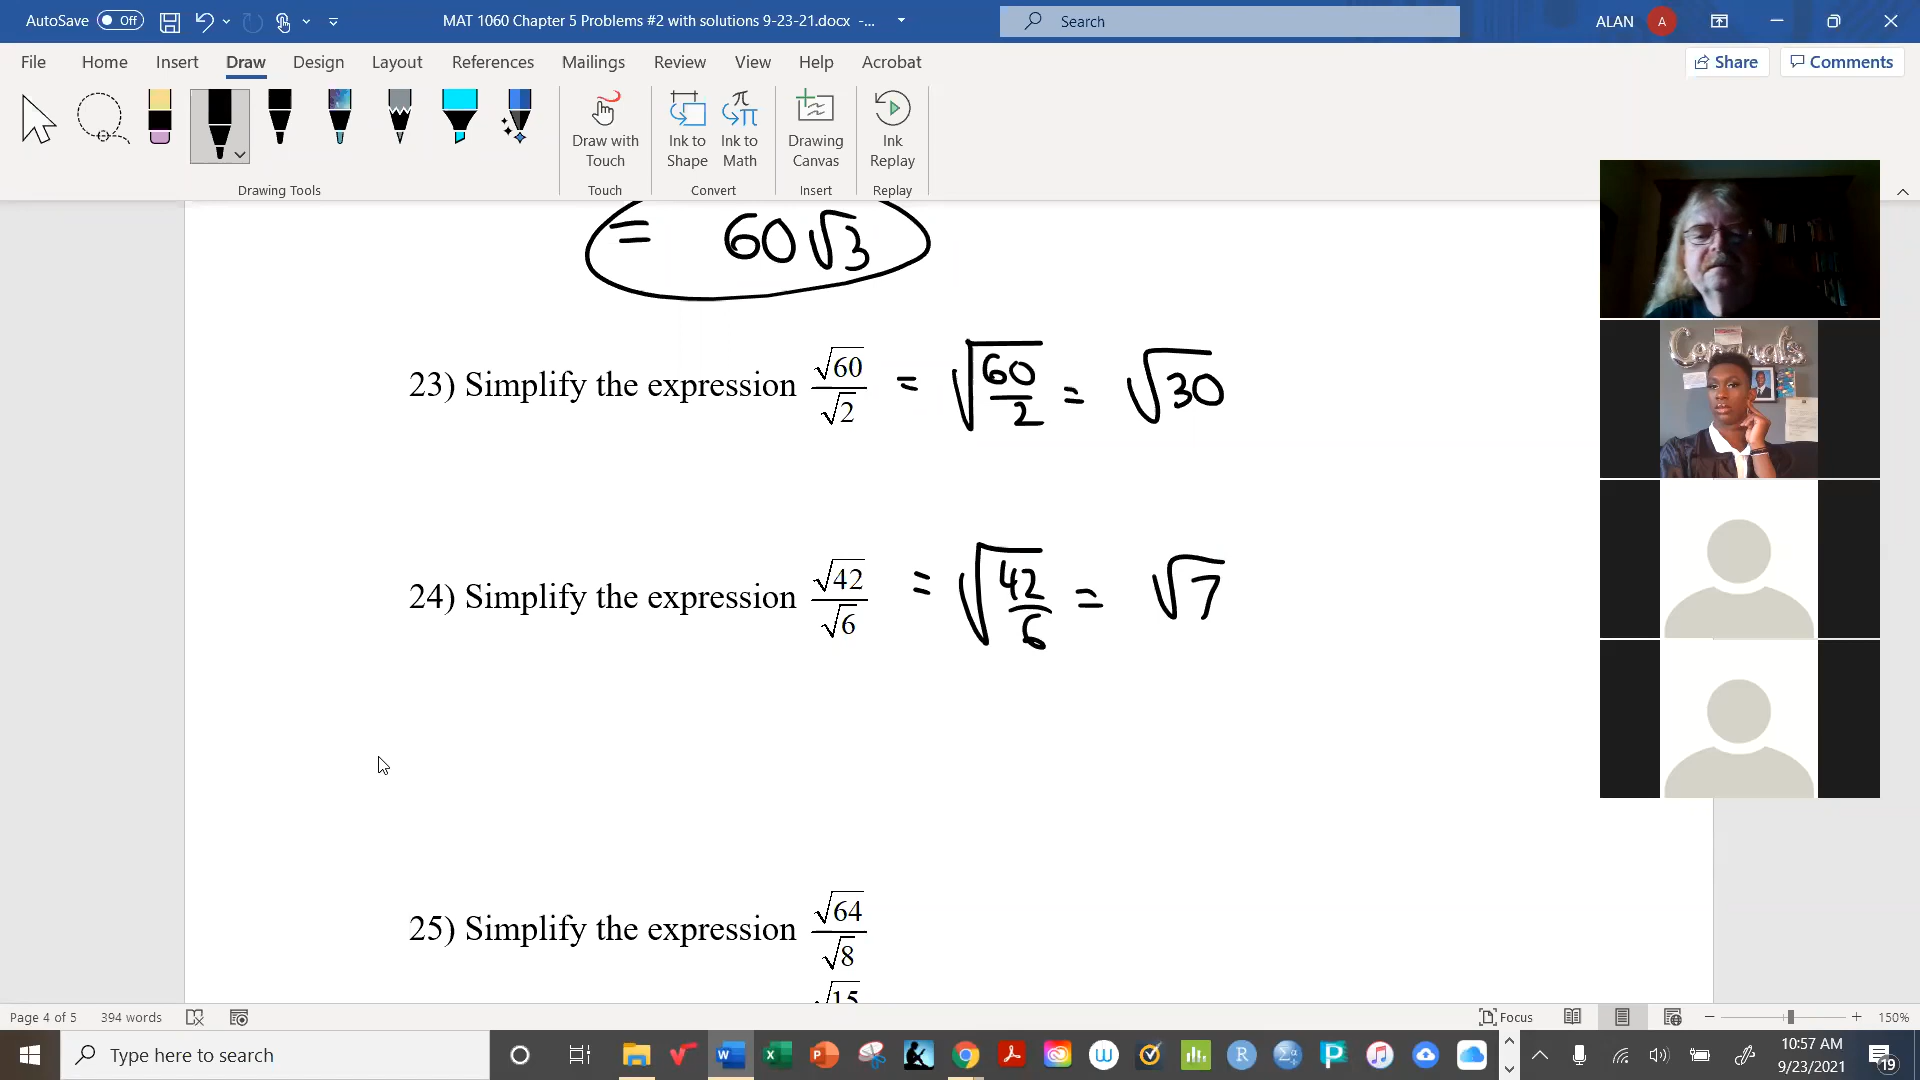 AutoSave Off MAT 1060 Chapter 5 Problems #2 with solutions 9-23-21.docx -... Search ALAN A
File Home Insert Draw Design Layout References Mailings Review View Help Acrobat Share Comments
Draw with Touch Ink to Shape Ink to Math Drawing Canvas Ink Replay
Drawing Tools Touch Convert Insert Replay
= 60√3
23) Simplify the expression √60/√2 = √(60/2) = √30
24) Simplify the expression √42/√6 = √(42/6) = √7
25) Simplify the expression √64/√8
√15
Page 4 of 5 394 words Focus 150%
Type here to search 10:57 AM
9/23/2021 19